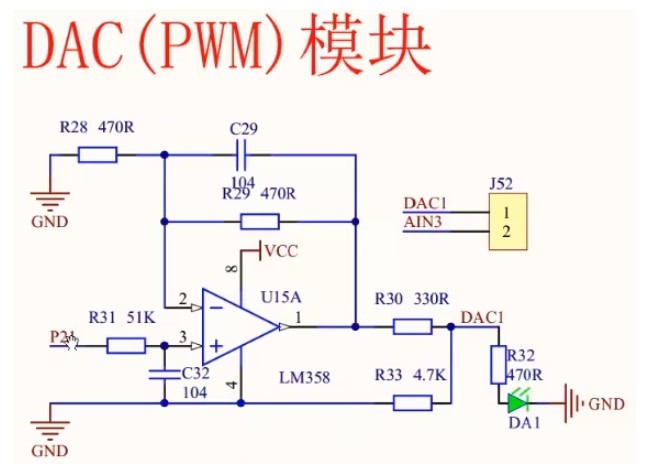 DAC(PWM)模块
R28 470R
C29
104
R29 470R
GND
J52
DAC1
1
AIN3
2
VCC
8
2
U15A
1
R30 330R
DAC1
R31 51K
P21
3
C32
104
4
LM358
R33 4.7K
R32
470R
DA1
GND
GND